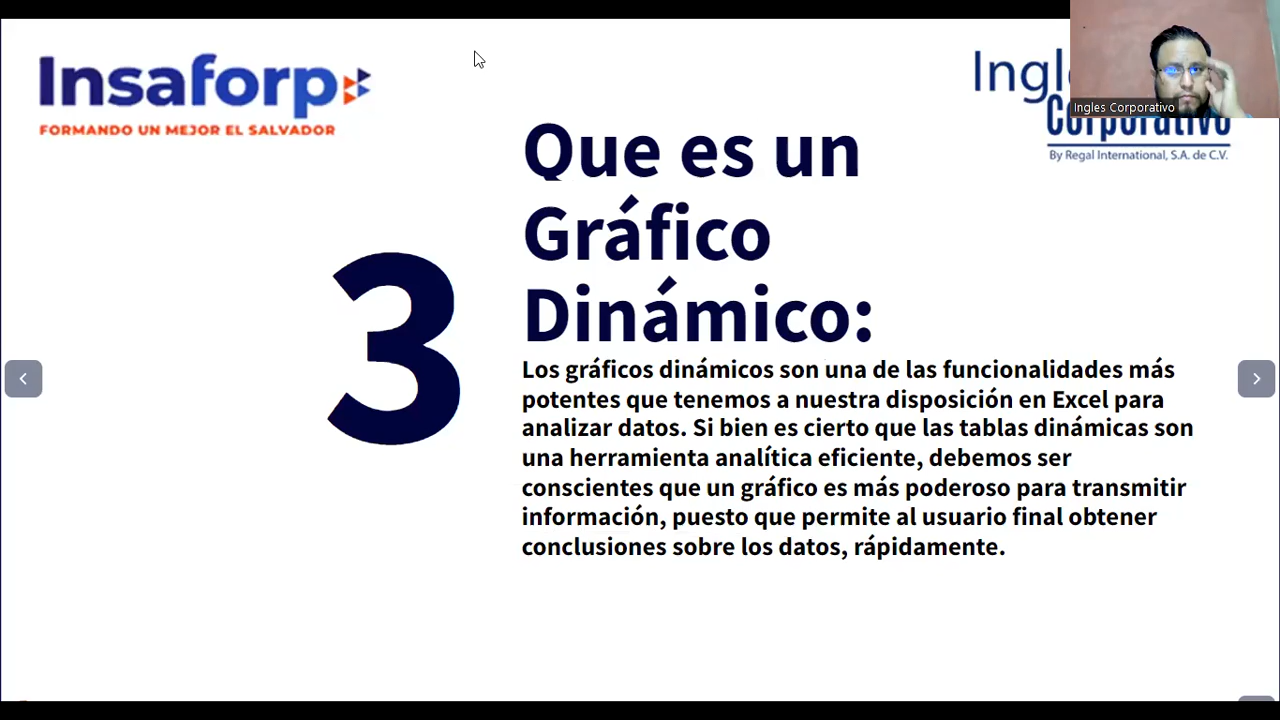 Insaforp
FORMANDO UN MEJOR EL SALVADOR
Ingles Corporativo
Corporativo
By Regal International, S.A. de C.V.
3
Que es un
Gráfico
Dinámico:
Los gráficos dinámicos son una de las funcionalidades más
potentes que tenemos a nuestra disposición en Excel para
analizar datos. Si bien es cierto que las tablas dinámicas son
una herramienta analítica eficiente, debemos ser
conscientes que un gráfico es más poderoso para transmitir
información, puesto que permite al usuario final obtener
conclusiones sobre los datos, rápidamente.